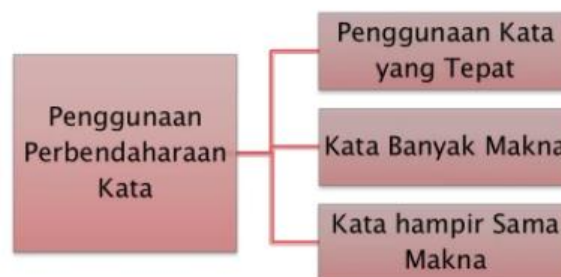 Penggunaan
Perbendaharaan
Kata
Penggunaan Kata
yang Tepat
Kata Banyak Makna
Kata hampir Sama
Makna